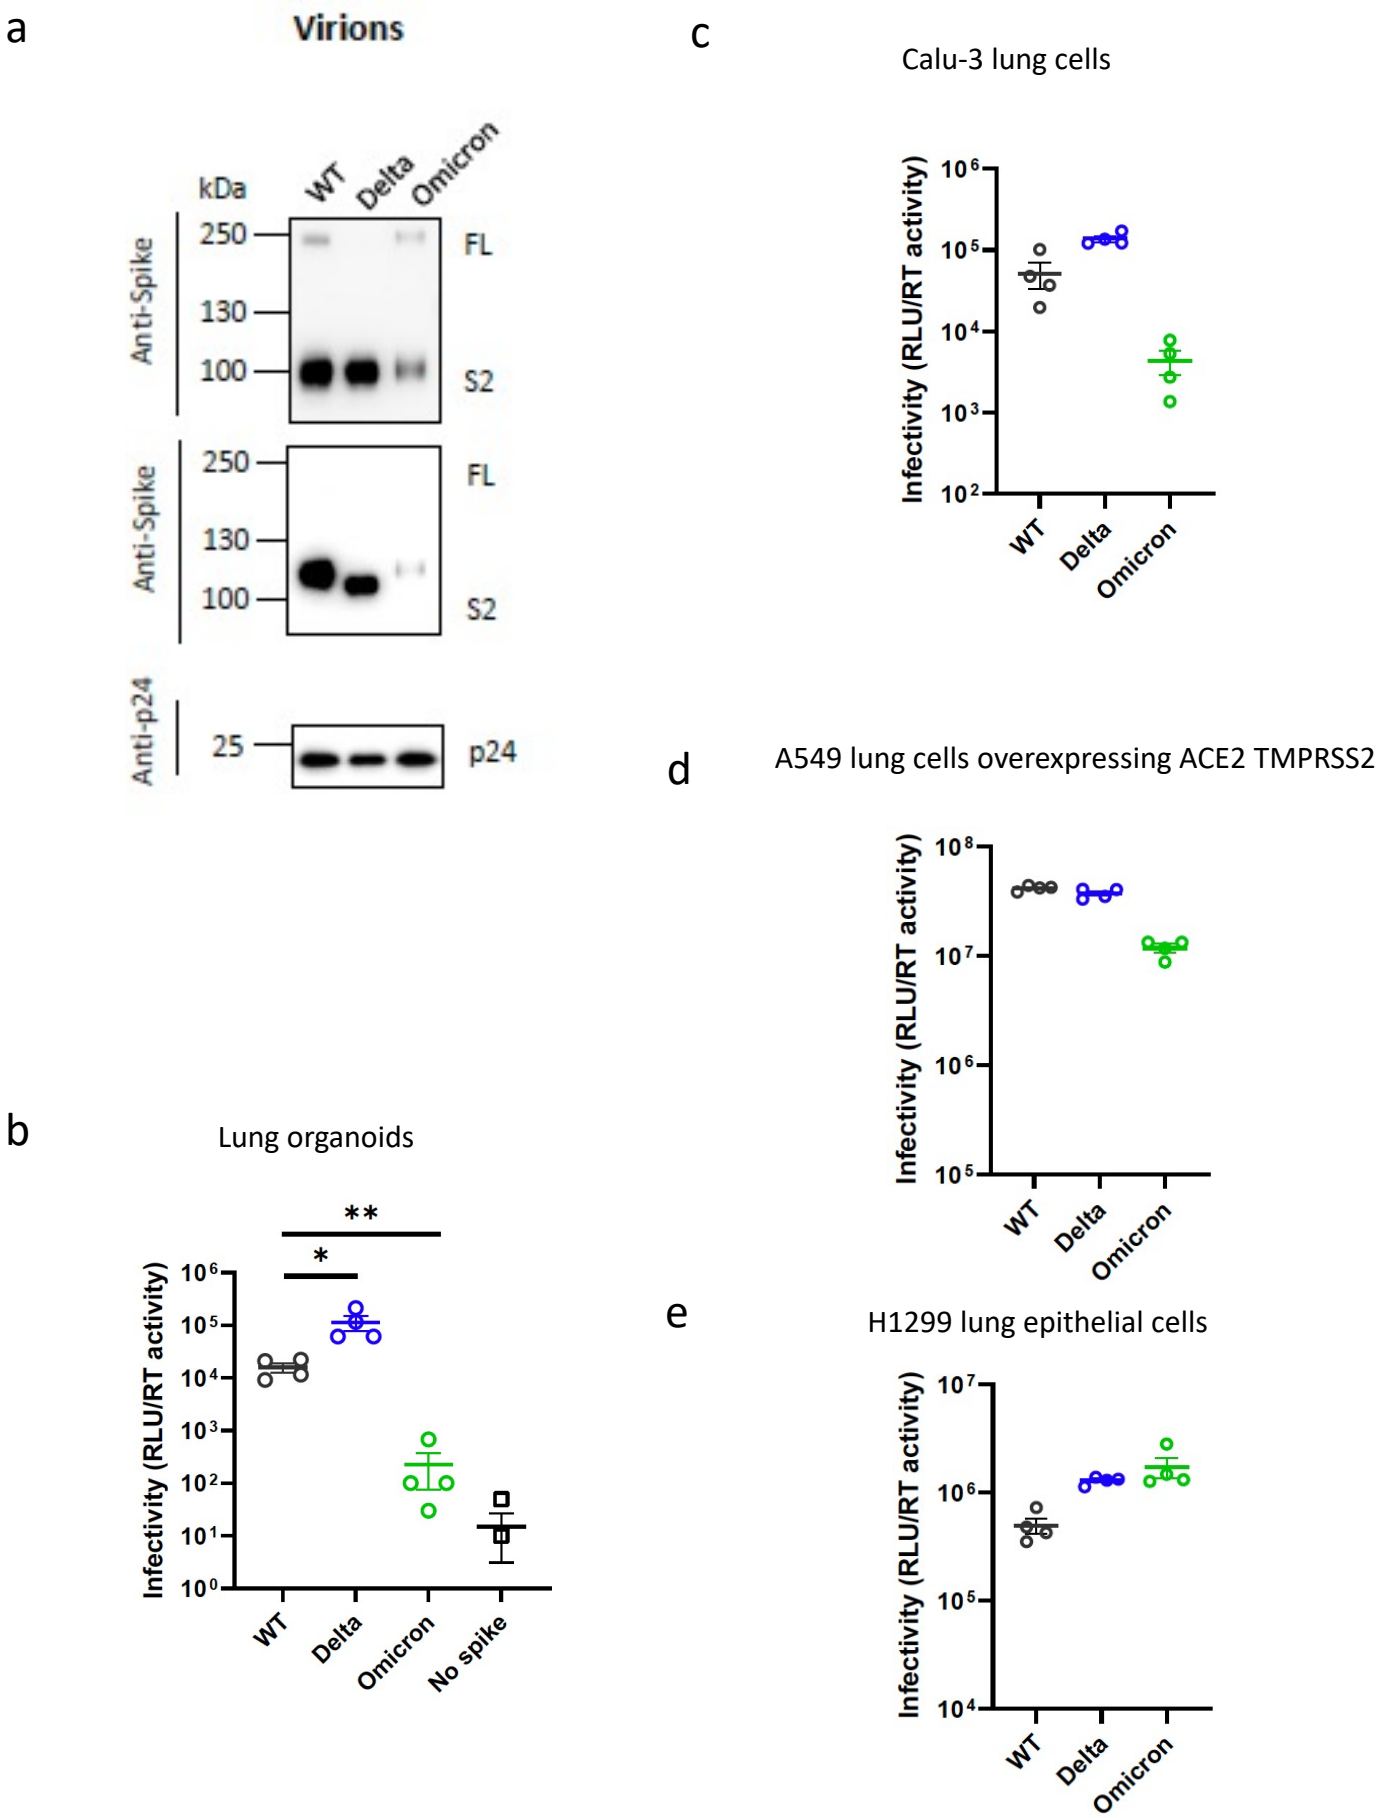 a
Virions
kDa
WT
Delta
Omicron
Anti-Spike
250
130
100
FL
S2
Anti-Spike
250
130
100
FL
S2
Anti-p24
25
p24
b
Lung organoids
**
*
Infectivity (RLU/RT activity)
10⁶
10⁵
10⁴
10³
10²
10¹
10⁰
WT
Delta
Omicron
No spike
c
Calu-3 lung cells
Infectivity (RLU/RT activity)
10⁶
10⁵
10⁴
10³
10²
WT
Delta
Omicron
d
A549 lung cells overexpressing ACE2 TMPRSS2
Infectivity (RLU/RT activity)
10⁸
10⁷
10⁶
10⁵
WT
Delta
Omicron
e
H1299 lung epithelial cells
Infectivity (RLU/RT activity)
10⁷
10⁶
10⁵
10⁴
WT
Delta
Omicron